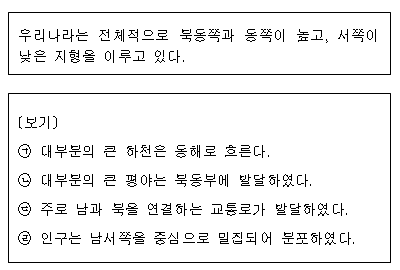 우리나라는 전체적으로 북동쪽과 동쪽이 높고, 서쪽이
낮은 지형을 이루고 있다.
(보기)
㉠ 대부분의 큰 하천은 동해로 흐른다.
㉡ 대부분의 큰 평야는 북동부에 발달하였다.
㉢ 주로 남과 북을 연결하는 교통로가 발달하였다.
㉣ 인구는 남서쪽을 중심으로 밀집되어 분포하였다.